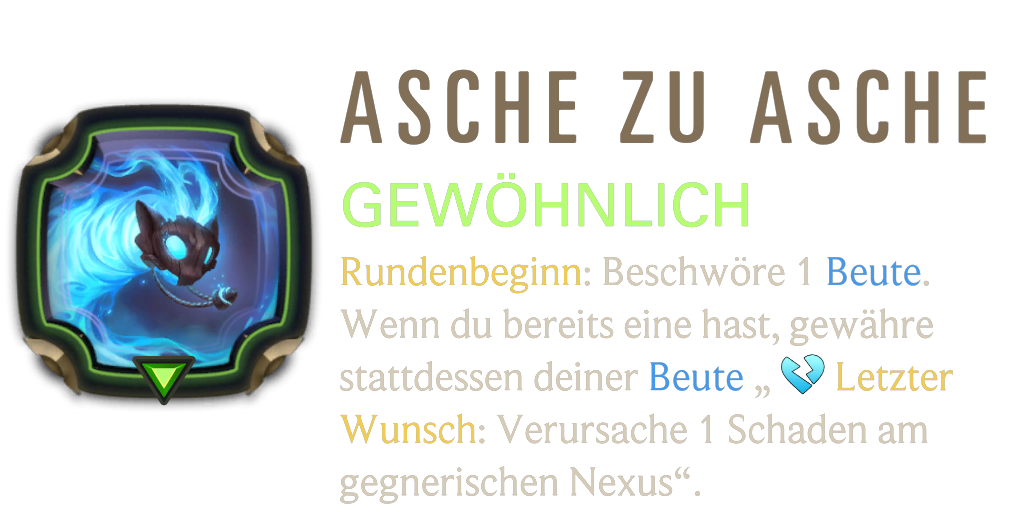 ASCHE ZU ASCHE
GEWÖHNLICH
Rundenbeginn: Beschwöre 1 Beute.
Wenn du bereits eine hast, gewähre
stattdessen deiner Beute „ Letzter
Wunsch: Verursache 1 Schaden am
gegnerischen Nexus“.